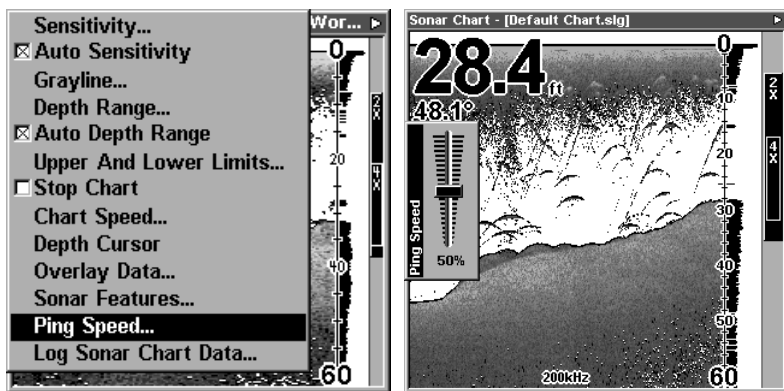 Sensitivity...
Auto Sensitivity
Grayline...
Depth Range...
Auto Depth Range
Upper And Lower Limits...
Stop Chart
Chart Speed...
Depth Cursor
Overlay Data...
Sonar Features...
Ping Speed...
Log Sonar Chart Data...
Wor...
0
20
40
60
2X
4X
Sonar Chart - [Default Chart.slg]
28.4 ft
48.1°
Ping Speed
50%
0
10
20
30
40
50
60
2X
4X
200kHz